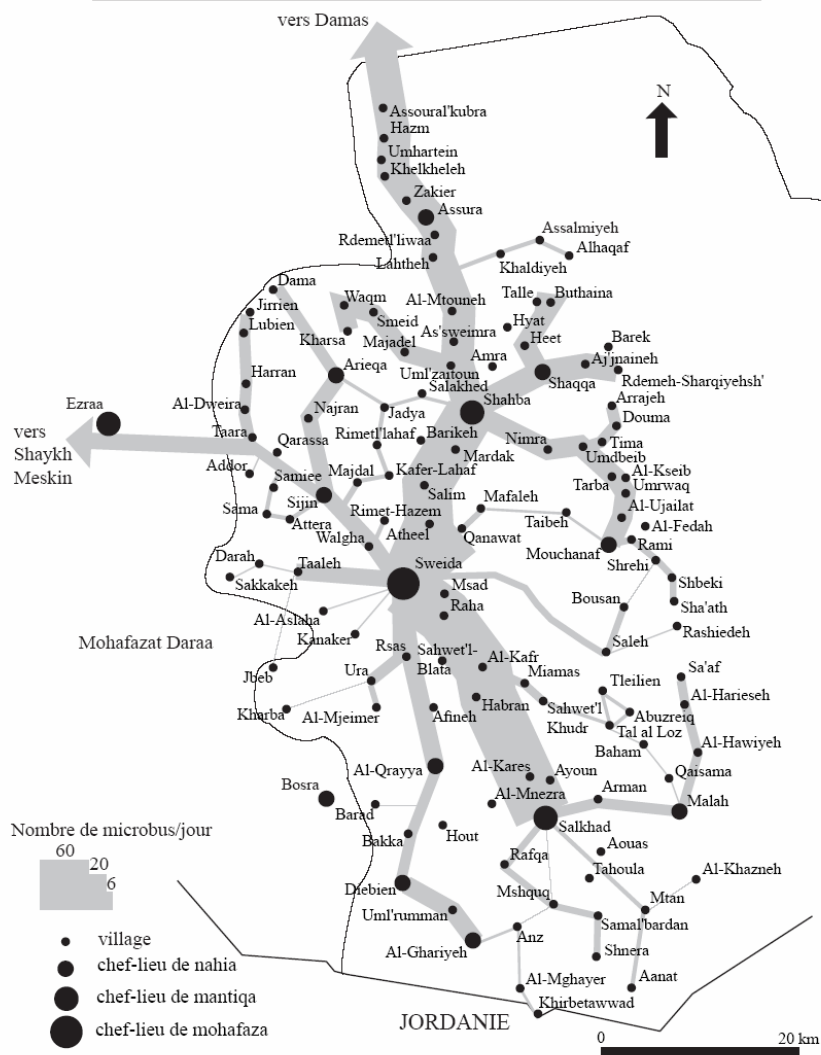 vers Damas
N
Assoural'kubra
Hazm
Umhartein
Khelkheleh
Zakier
Assura
Rdemetl'liwaa
Lahtheh
Assalmiyeh
Alhaqaf
Khaldiyeh
Dama
Jirrien
Lubien
Waqm
Smeid
Kharsa
Majadel
Al-Mtouneh
Talle
Buthaina
Hyat
Heet
As'sweimra
Amra
Barek
Aj'jnaineh
Rdemeh-Sharqiyehsh'
Harran
Arieqa
Uml'zaitoun
Salakhed
Shahba
Shaqqa
Arrajeh
Douma
Ezraa
Al-Dweira
Najran
Jadya
vers
Shaykh
Meskin
Taara
Qarassa
Rimetl'lahaf
Barikeh
Mardak
Nimra
Tima
Umdbeib
Addor
Samiee
Majdal
Kafer-Lahaf
Al-Kseib
Tarba
Umrwaq
Sijin
Salim
Mafaleh
Al-Ujailat
Sama
Attera
Rimet-Hazem
Taibeh
Al-Fedah
Walgha
Atheel
Qanawat
Mouchanaf
Rami
Shrehi
Darah
Taaleh
Sweida
Sakkakeh
Msad
Shbeki
Al-Aslaha
Raha
Bousan
Sha'ath
Mohafazat Daraa
Kanaker
Rashiedeh
Rsas
Sahwet'l-
Blata
Al-Kafr
Saleh
Jbeb
Ura
Miamas
Sa'af
Tleilien
Kharba
Al-Mjeimer
Afineh
Habran
Sahwet'l
Khudr
Abuzreiq
Al-Harieseh
Tal al Loz
Baham
Al-Hawiyeh
Al-Qrayya
Al-Kares
Ayoun
Qaisama
Bosra
Barad
Al-Mnezra
Arman
Malah
Salkhad
Bakka
Hout
Aouas
Rafqa
Tahoula
Al-Khazneh
Diebien
Mshquq
Mtan
Uml'rumman
Samal'bardan
Al-Ghariyeh
Anz
Shnera
Al-Mghayer
Aanat
Khirbetawwad
JORDANIE
Nombre de microbus/jour
60
20
6
village
chef-lieu de nahia
chef-lieu de mantiqa
chef-lieu de mohafaza
0
20 km